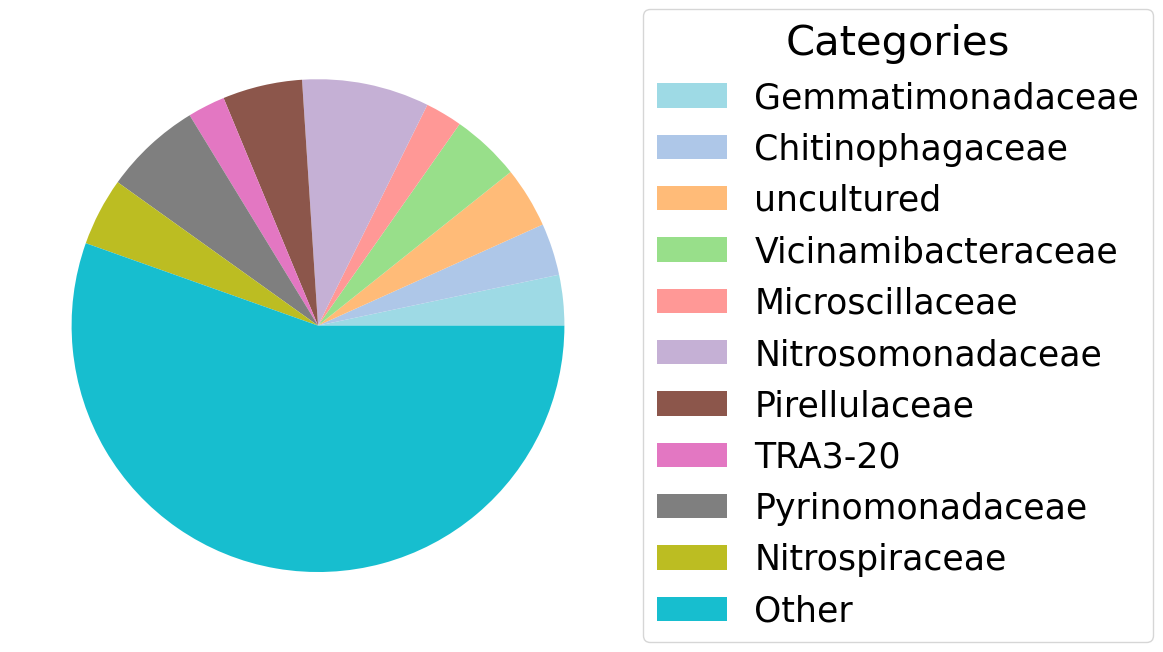 Categories
Gemmatimonadaceae
Chitinophagaceae
uncultured
Vicinamibacteraceae
Microscillaceae
Nitrosomonadaceae
Pirellulaceae
TRA3-20
Pyrinomonadaceae
Nitrospiraceae
Other